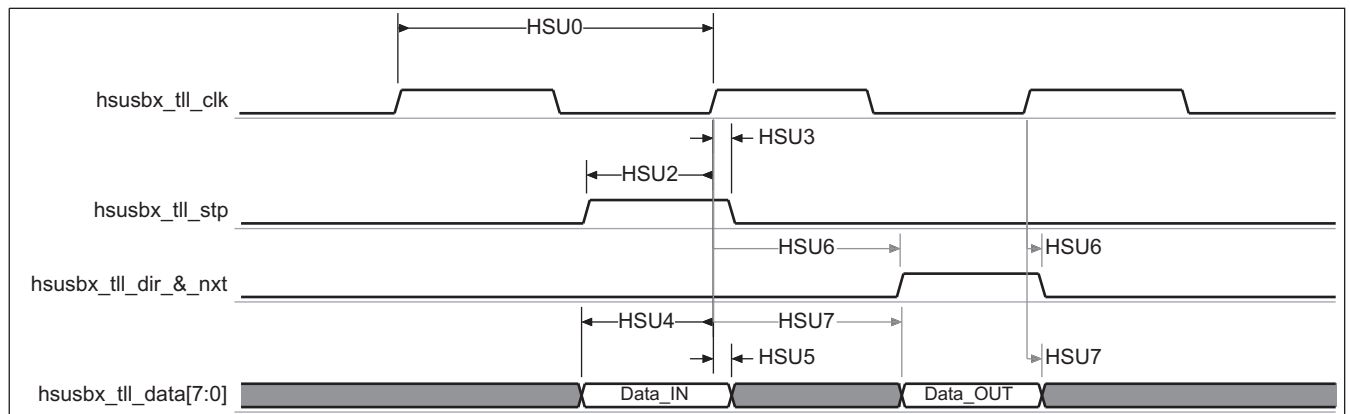 HSU0
hsusbx_tll_clk
HSU3
HSU2
hsusbx_tll_stp
HSU6 HSU6
hsusbx_tll_dir_&_nxt
HSU4 HSU7
HSU5 HSU7
hsusbx_tll_data[7:0] Data_IN Data_OUT